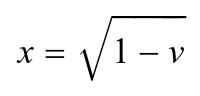 x = √(1 − v)